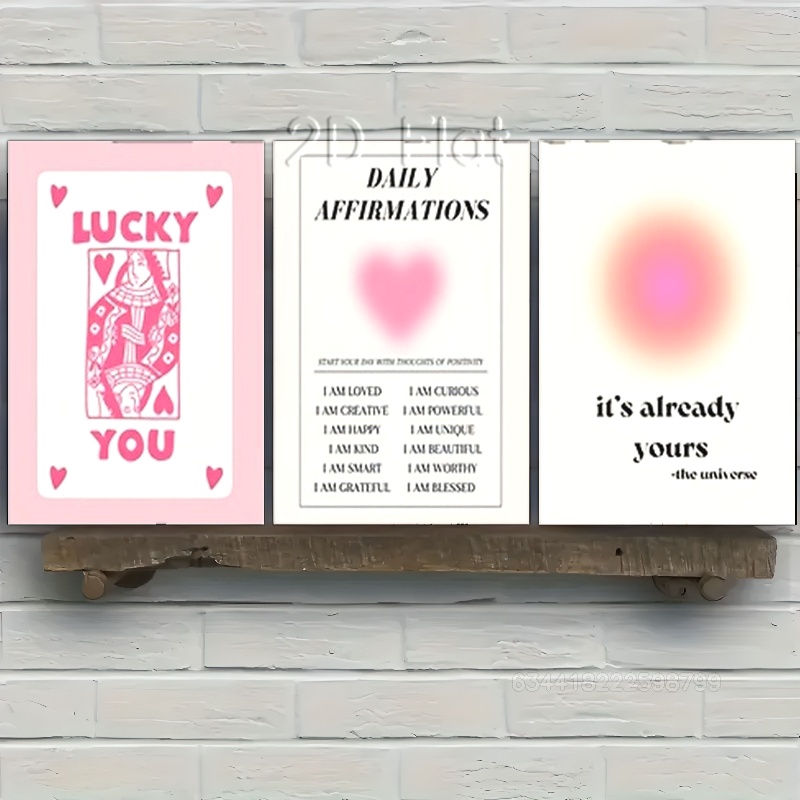 2D Flat
LUCKY
YOU
DAILY
AFFIRMATIONS
START YOUR DAY WITH THOUGHTS OF POSITIVITY
I AM LOVED I AM CURIOUS
I AM CREATIVE I AM POWERFUL
I AM HAPPY I AM UNIQUE
I AM KIND I AM BEAUTIFUL
I AM SMART I AM WORTHY
I AM GRATEFUL I AM BLESSED
it's already
yours
-the universe